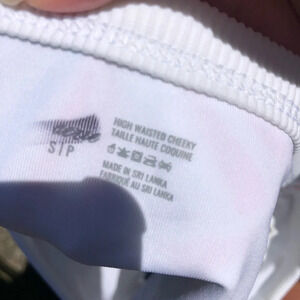 S|P
HIGH WAISTED CHEEKY
TAILLE HAUTE COQUINE
MADE IN SRI LANKA
FABRIQUÉ AU SRI LANKA